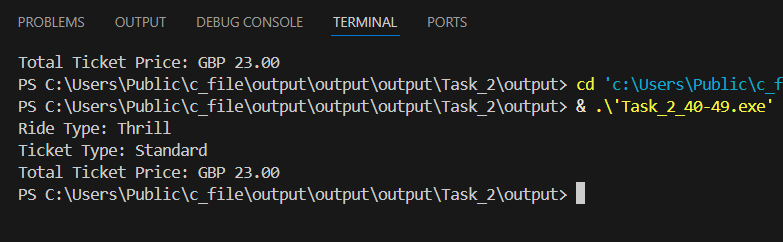 PROBLEMS OUTPUT DEBUG CONSOLE TERMINAL PORTS
Total Ticket Price: GBP 23.00
PS C:\Users\Public\c_file\output\output\output\Task_2\output> cd 'c:\Users\Public\c_f
PS C:\Users\Public\c_file\output\output\output\Task_2\output> & .\'Task_2_40-49.exe'
Ride Type: Thrill
Ticket Type: Standard
Total Ticket Price: GBP 23.00
PS C:\Users\Public\c_file\output\output\output\Task_2\output>